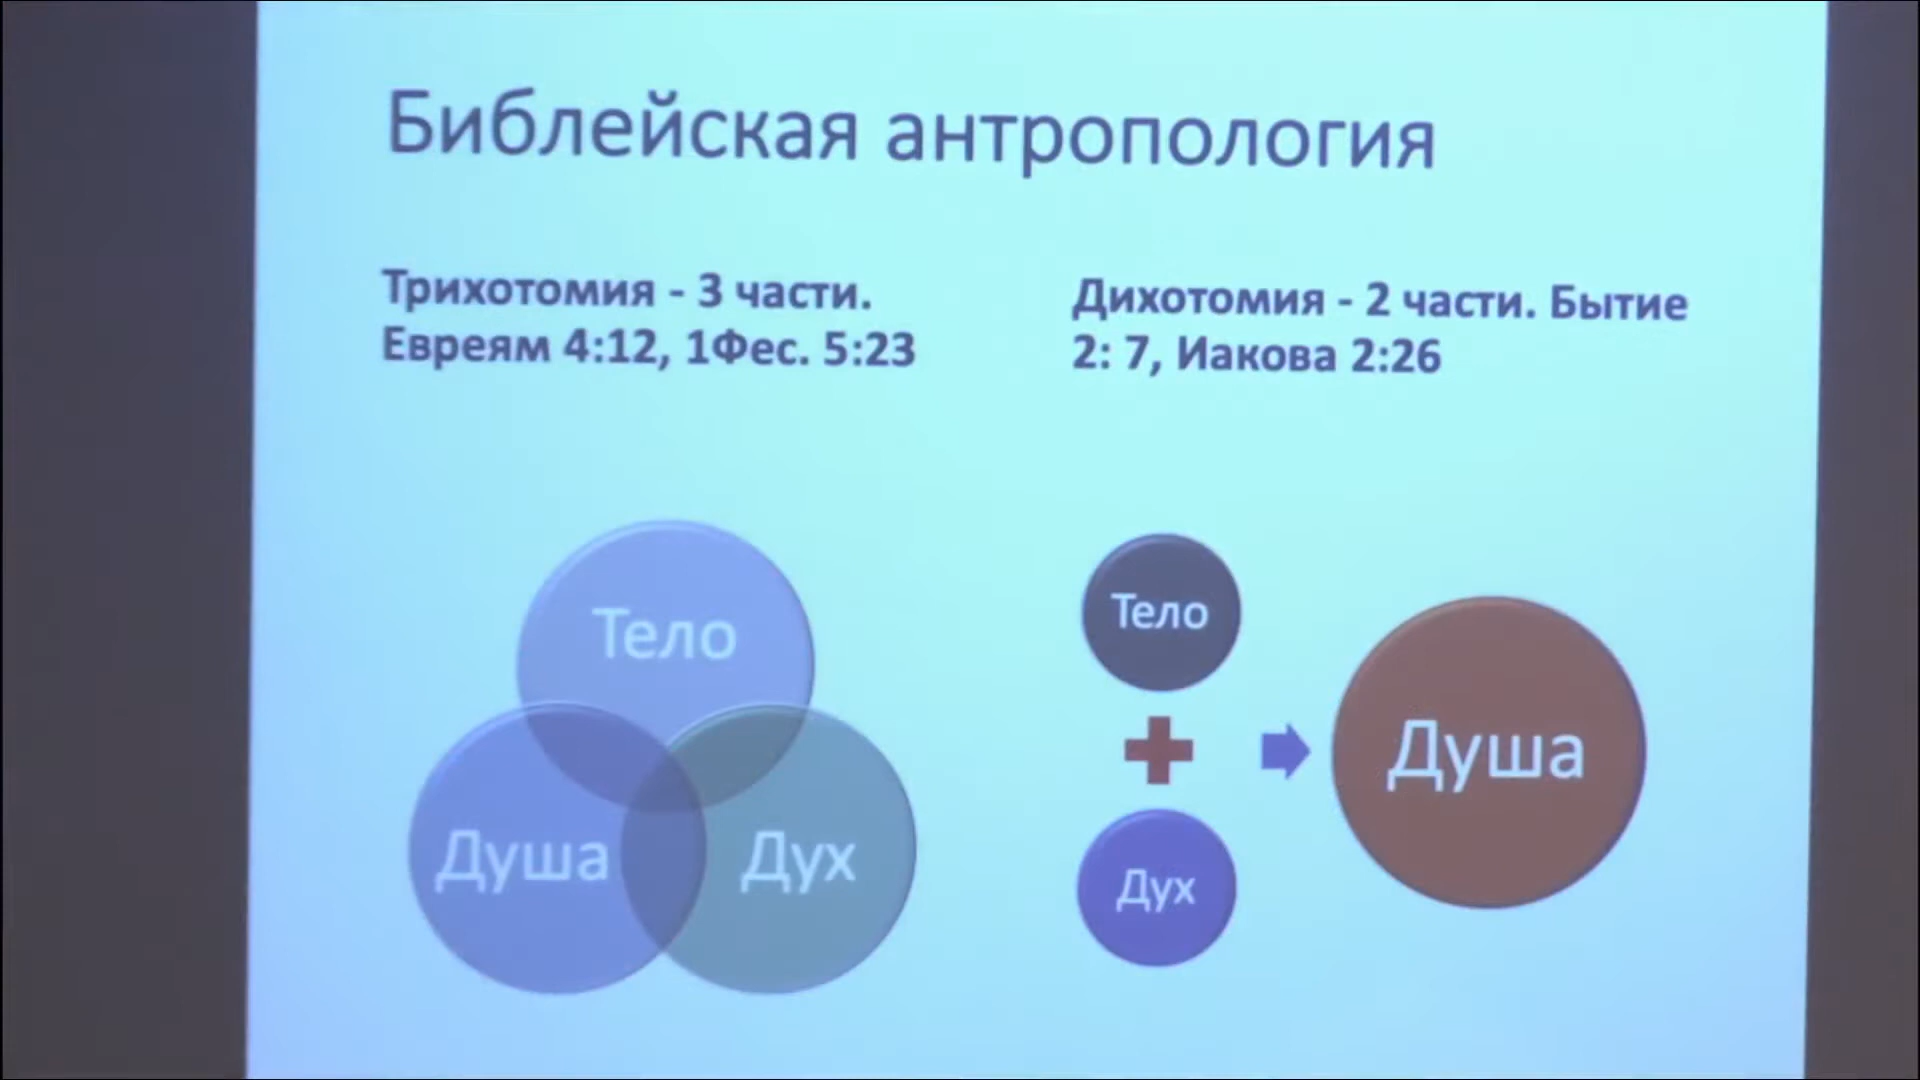 Библейская антропология
Трихотомия - 3 части.
Евреям 4:12, 1Фес. 5:23
Дихотомия - 2 части. Бытие
2: 7, Иакова 2:26
Тело
Душа
Дух
Тело
Дух
Душа